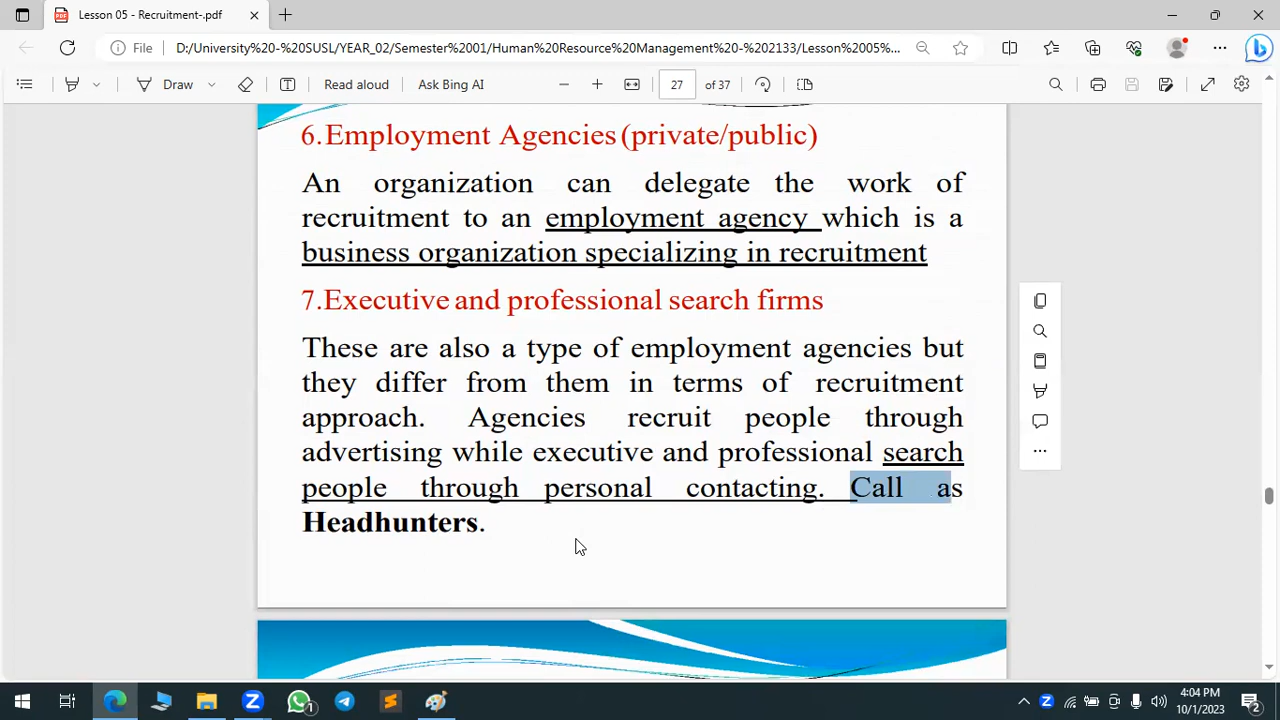 Lesson 05 - Recruitment-.pdf
File
D:/University%20-%20SUSL/YEAR_02/Semester%2001/Human%20Resource%20Management%20-%202133/Lesson%2005%...
Draw
Read aloud
Ask Bing AI
27
of 37
6.Employment Agencies (private/public)
An organization can delegate the work of
recruitment to an employment agency which is a
business organization specializing in recruitment
7.Executive and professional search firms
These are also a type of employment agencies but
they differ from them in terms of recruitment
approach. Agencies recruit people through
advertising while executive and professional search
people through personal contacting. Call as
Headhunters.
1
4:04 PM
10/1/2023
2